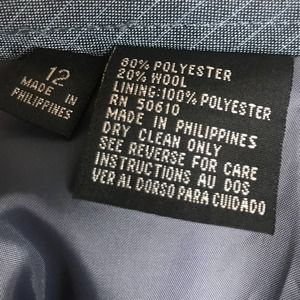 12
MADE IN
PHILIPPINES
80% POLYESTER
20% WOOL
LINING:100% POLYESTER
RN 50610
MADE IN PHILIPPINES
DRY CLEAN ONLY
SEE REVERSE FOR CARE
INSTRUCTIONS AU DOS
VER AL DORSO PARA CUIDADO